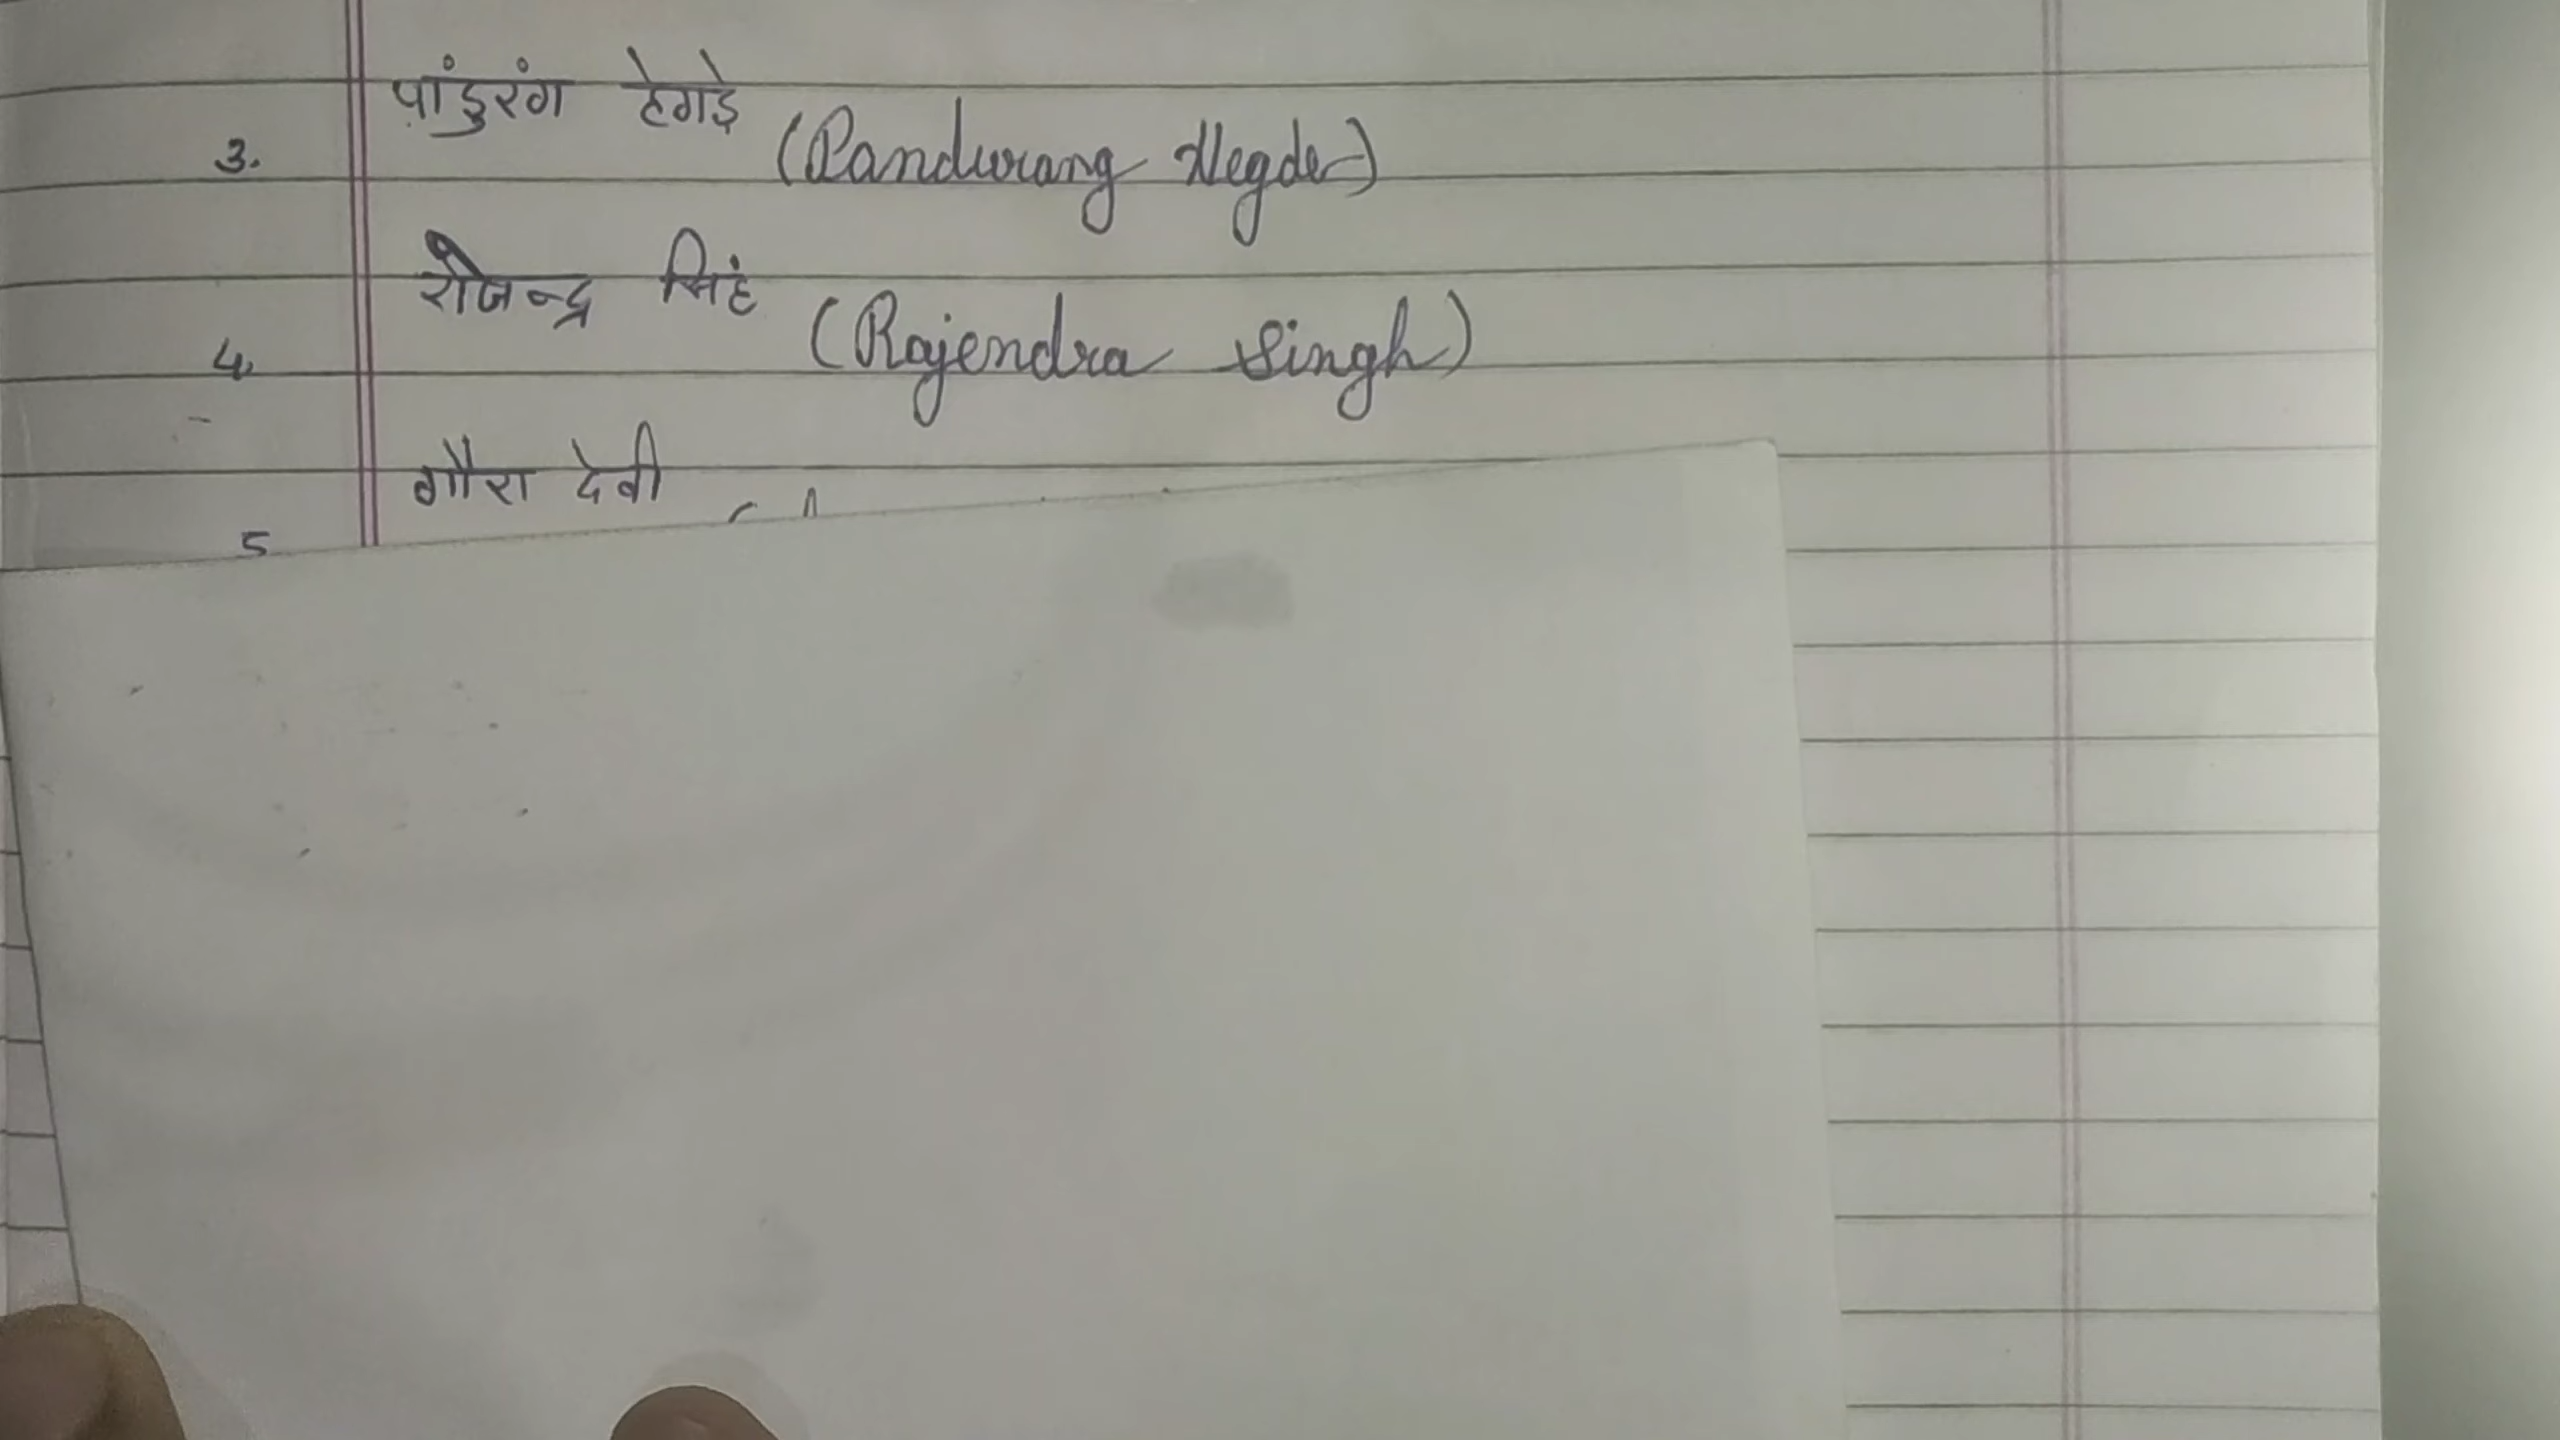 पांडुरंग हेगड़े
3. (Pandurang Hegde)
राजेन्द्र सिंह
4. (Rajendra Singh)
गौरा देवी
5